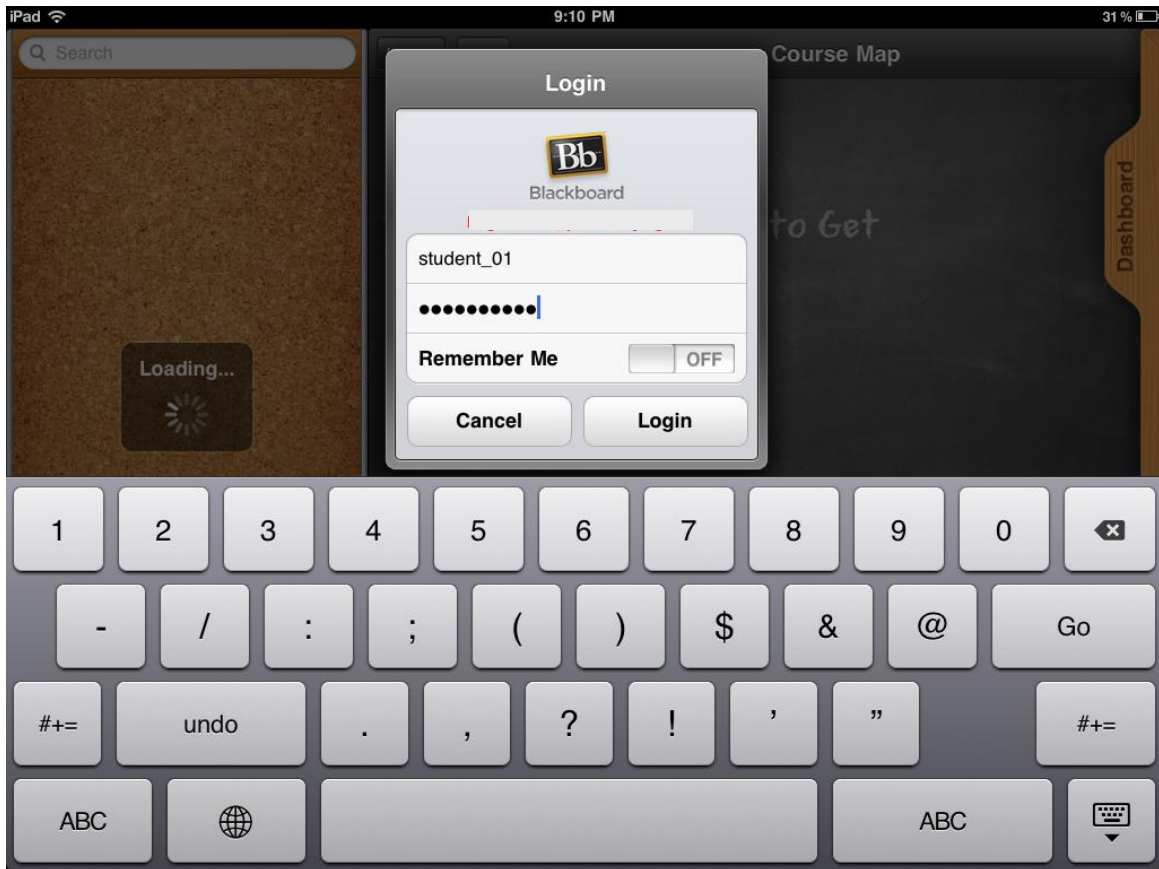 iPad 9:10 PM 31 %
Search
Course Map
Login
Bb
Blackboard
to Get
Dashboard
student_01
••••••••••
Remember Me OFF
Loading...
Cancel Login
1 2 3 4 5 6 7 8 9 0
- / : ; ( ) $ & @ Go
#+= undo . , ? ! ’ ” #+=
ABC ABC